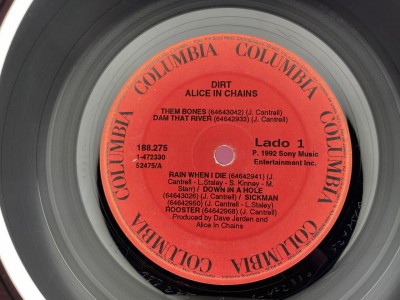 COLUMBIA COLUMBIA COLUMBIA COLUMBIA COLUMBIA COLUMBIA
DIRT
ALICE IN CHAINS
THEM BONES (64643042) (J. Cantrell)
DAM THAT RIVER (64642933) (J. Cantrell)
188.275
Lado 1
1-472330
52475/A
P. 1992 Sony Music
Entertainment Inc.
RAIN WHEN I DIE (64642941) (J.
Cantrell - L.Staley - S. Kinney - M.
Starr) / DOWN IN A HOLE
(64643026) (J. Cantrell) / SICKMAN
(64642950) (J. Cantrell - L.Staley)
ROOSTER (64642968) (J. Cantrell)
Produced by Dave Jerden and
Alice In Chains